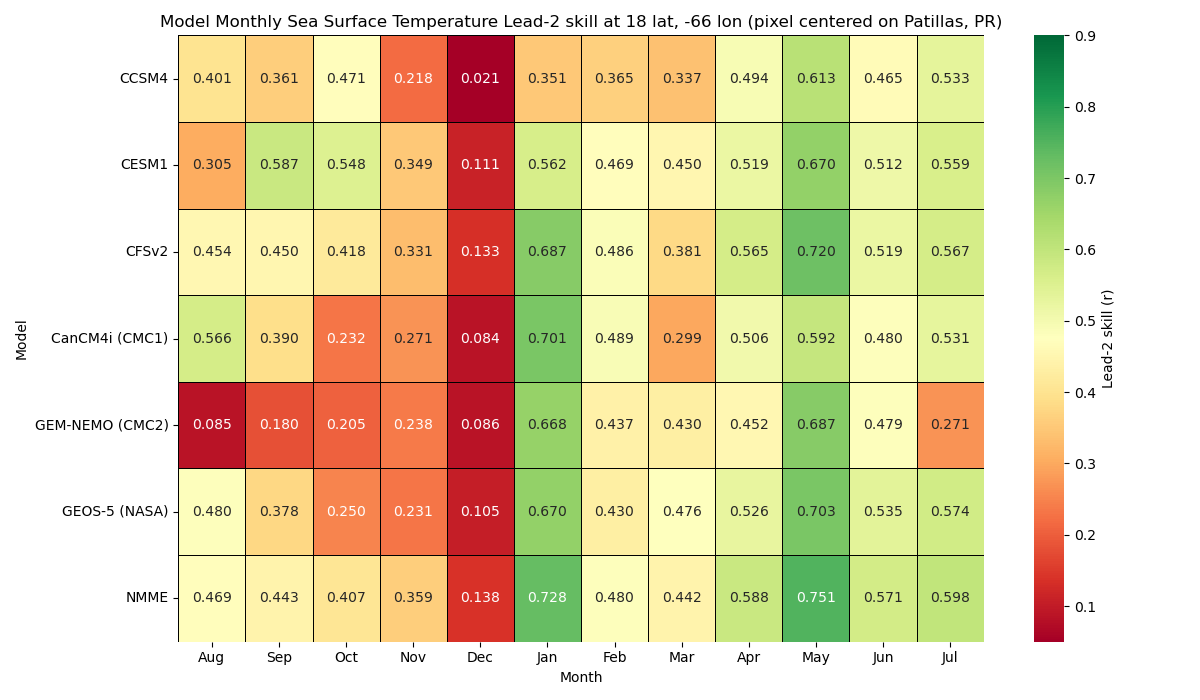 Model Monthly Sea Surface Temperature Lead-2 skill at 18 lat, -66 lon (pixel centered on Patillas, PR)
CCSM4 0.401 0.361 0.471 0.218 0.021 0.351 0.365 0.337 0.494 0.613 0.465 0.533
CESM1 0.305 0.587 0.548 0.349 0.111 0.562 0.469 0.450 0.519 0.670 0.512 0.559
CFSv2 0.454 0.450 0.418 0.331 0.133 0.687 0.486 0.381 0.565 0.720 0.519 0.567
CanCM4i (CMC1) 0.566 0.390 0.232 0.271 0.084 0.701 0.489 0.299 0.506 0.592 0.480 0.531
GEM-NEMO (CMC2) 0.085 0.180 0.205 0.238 0.086 0.668 0.437 0.430 0.452 0.687 0.479 0.271
GEOS-5 (NASA) 0.480 0.378 0.250 0.231 0.105 0.670 0.430 0.476 0.526 0.703 0.535 0.574
NMME 0.469 0.443 0.407 0.359 0.138 0.728 0.480 0.442 0.588 0.751 0.571 0.598
Aug Sep Oct Nov Dec Jan Feb Mar Apr May Jun Jul
Month
Model
0.9
0.8
0.7
0.6
0.5
0.4
0.3
0.2
0.1
Lead-2 skill (r)